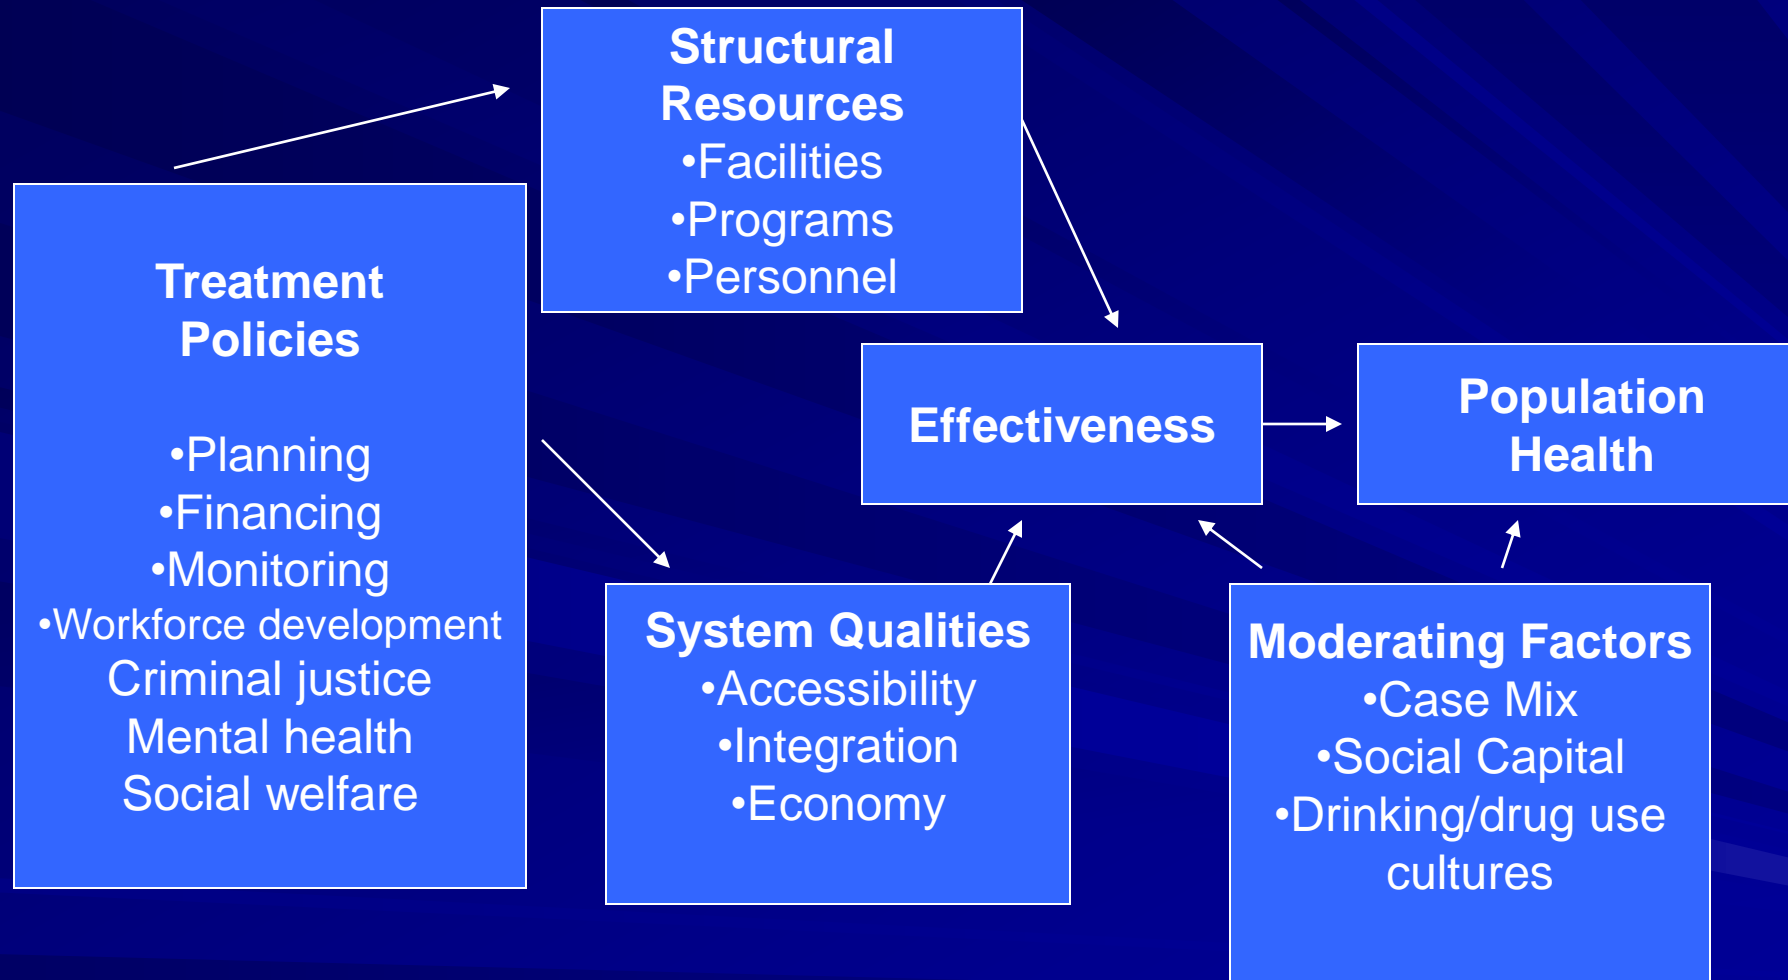 Structural
Resources
•Facilities
•Programs
•Personnel
Treatment
Policies
•Planning
•Financing
•Monitoring
•Workforce development
Criminal justice
Mental health
Social welfare
Effectiveness
Population
Health
System Qualities
•Accessibility
•Integration
•Economy
Moderating Factors
•Case Mix
•Social Capital
•Drinking/drug use
cultures